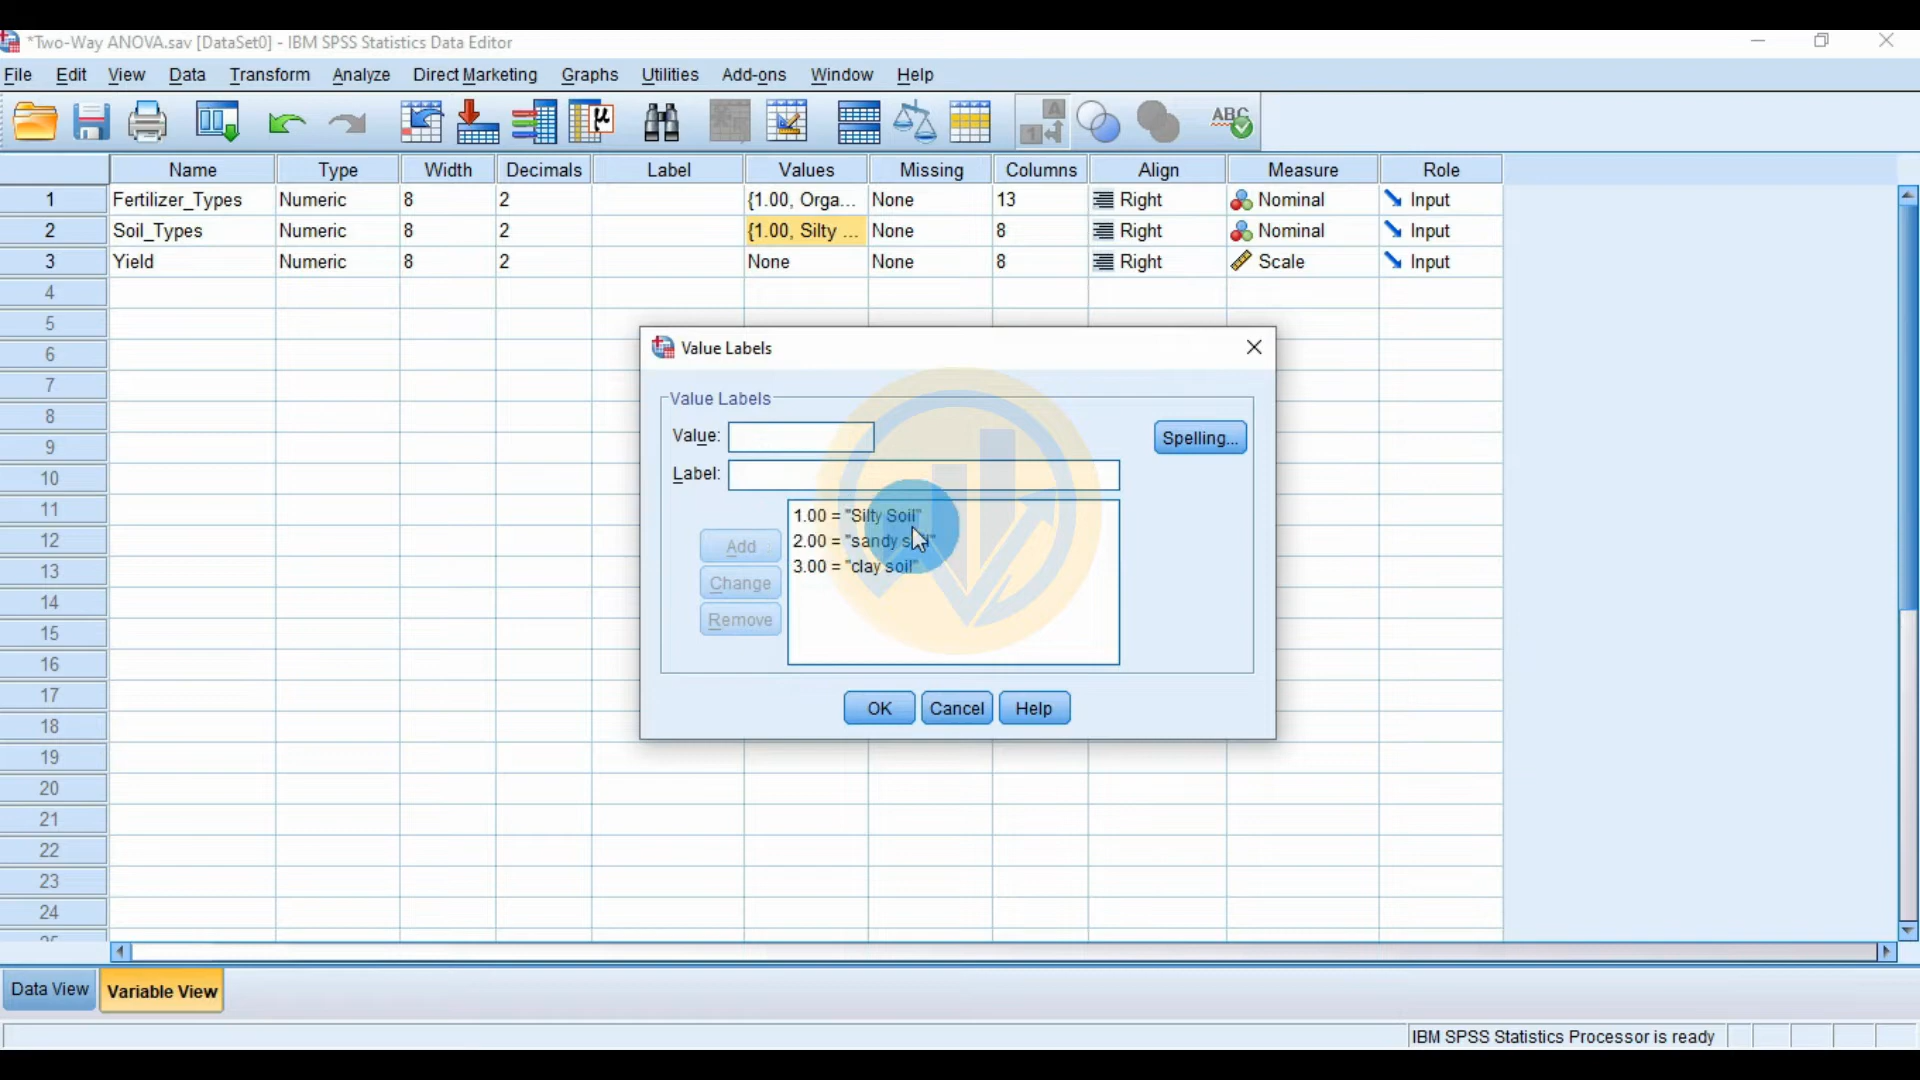 *Two-Way ANOVA.sav [DataSet0] - IBM SPSS Statistics Data Editor
File Edit View Data Transform Analyze Direct Marketing Graphs Utilities Add-ons Window Help
Name Type Width Decimals Label Values Missing Columns Align Measure Role
1 Fertilizer_Types Numeric 8 2 {1.00, Orga... None 13 Right Nominal Input
2 Soil_Types Numeric 8 2 {1.00, Silty ... None 8 Right Nominal Input
3 Yield Numeric 8 2 None None 8 Right Scale Input
4
5
6
7
8
9
10
11
12
13
14
15
16
17
18
19
20
21
22
23
24
25
Value Labels
Value Labels
Value:
Spelling...
Label:
1.00 = "Silty Soil"
2.00 = "sandy soil"
3.00 = "clay soil"
Add
Change
Remove
OK Cancel Help
Data View Variable View
IBM SPSS Statistics Processor is ready